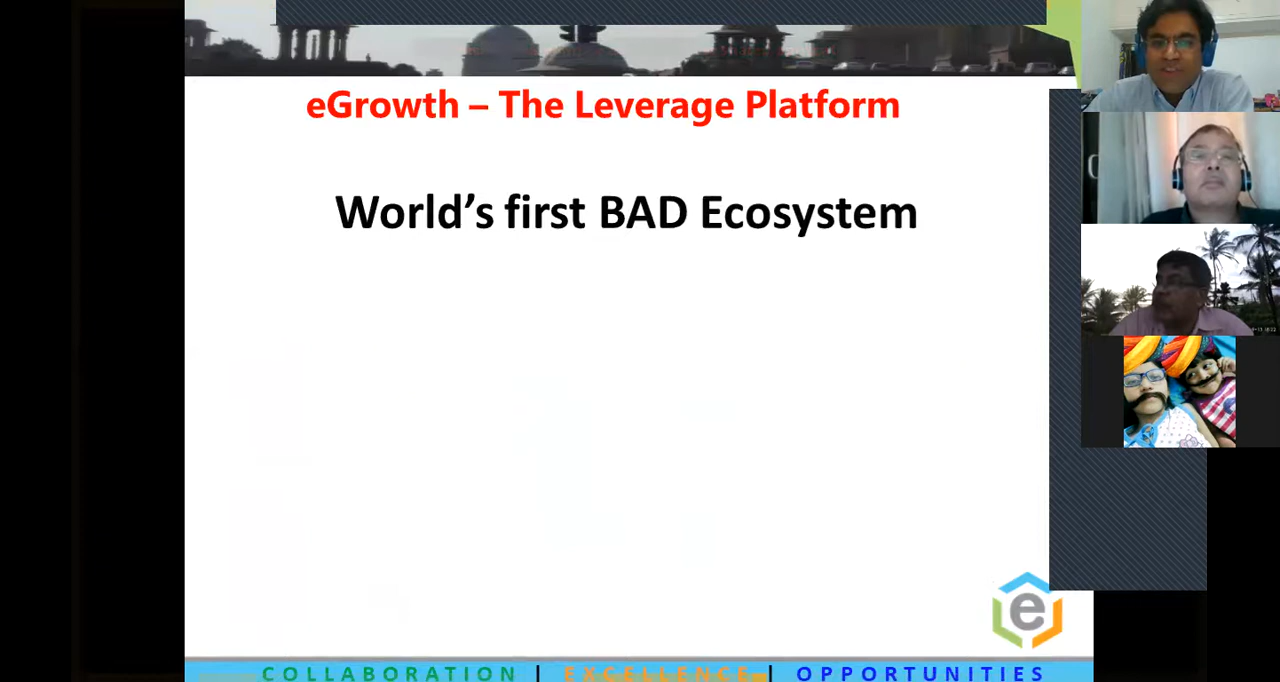 eGrowth – The Leverage Platform
World's first BAD Ecosystem
e
COLLABORATION | EXCELLENCE | OPPORTUNITIES